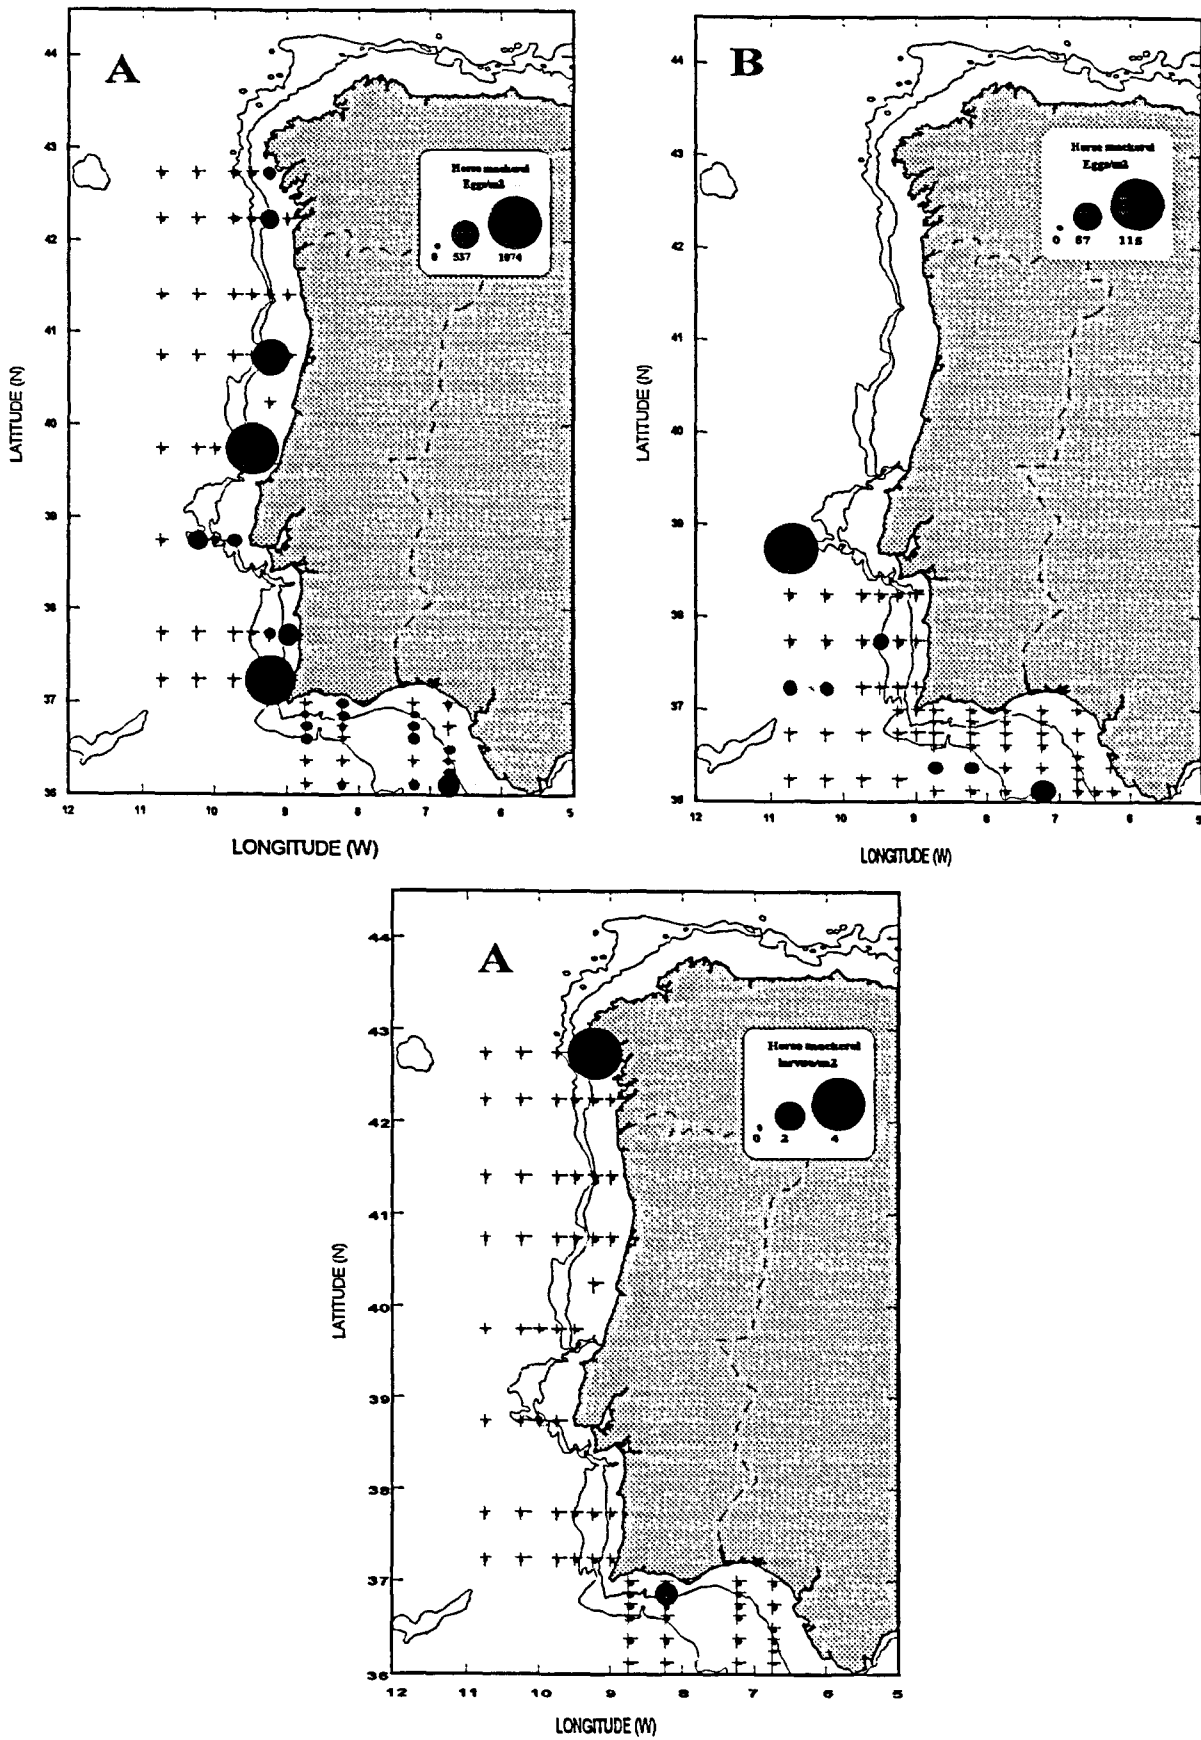 A
Horse mackerel
Eggs/m2
0 537 1074
44
43
42
41
40
39
38
37
36
LATITUDE (N)
12 11 10 9 8 7 6 5
LONGITUDE (W)
B
Horse mackerel
Eggs/m2
0 57 115
44
43
42
41
40
39
38
37
36
LATITUDE (N)
12 11 10 9 8 7 6 5
LONGITUDE (W)
A
Horse mackerel
larvae/m2
0 2 4
44
43
42
41
40
39
38
37
36
LATITUDE (N)
12 11 10 9 8 7 6 5
LONGITUDE (W)